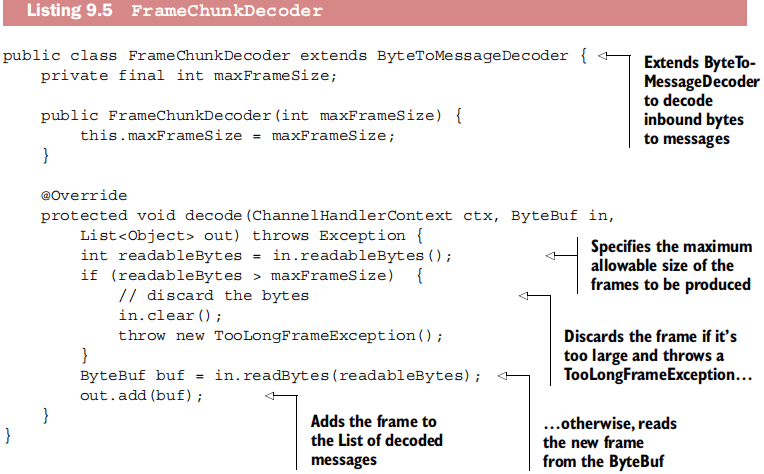 Listing 9.5 FrameChunkDecoder
public class FrameChunkDecoder extends ByteToMessageDecoder {
    private final int maxFrameSize;
    public FrameChunkDecoder(int maxFrameSize) {
        this.maxFrameSize = maxFrameSize;
    }
    @Override
    protected void decode(ChannelHandlerContext ctx, ByteBuf in,
        List<Object> out) throws Exception {
        int readableBytes = in.readableBytes();
        if (readableBytes > maxFrameSize)  {
            // discard the bytes
            in.clear();
            throw new TooLongFrameException();
        }
        ByteBuf buf = in.readBytes(readableBytes);
        out.add(buf);
    }
}
Extends ByteTo-
MessageDecoder
to decode
inbound bytes
to messages
Specifies the maximum
allowable size of the
frames to be produced
Discards the frame if it’s
too large and throws a
TooLongFrameException…
Adds the frame to
the List of decoded
messages
…otherwise, reads
the new frame
from the ByteBuf